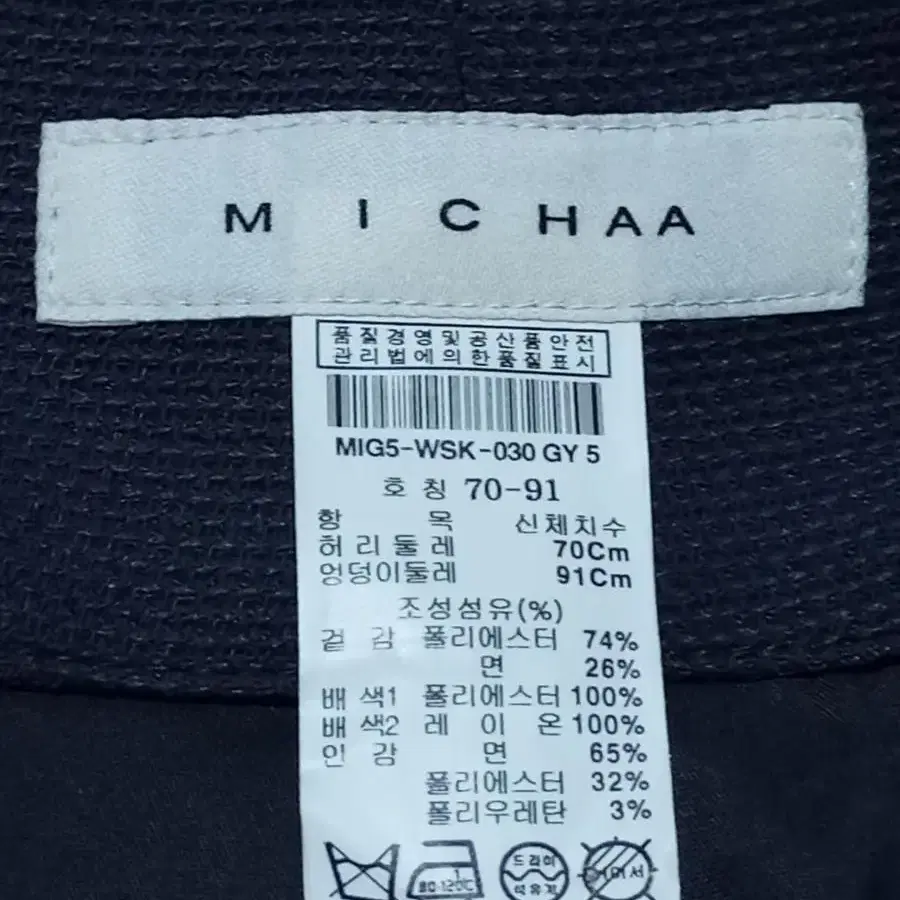 MICHAA
품질경영및공산품안전
관리법에의한품질표시
MIG5-WSK-030 GY 5
호칭 70-91
항 목 신체치수
허리둘레 70Cm
엉덩이둘레 91Cm
조성섬유(%)
겉 감 폴리에스터 74%
면 26%
배 색1 폴리에스터 100%
배 색2 레 이 온 100%
인 감 면 65%
폴리에스터 32%
폴리우레탄 3%
80-120℃
드라이
석유계